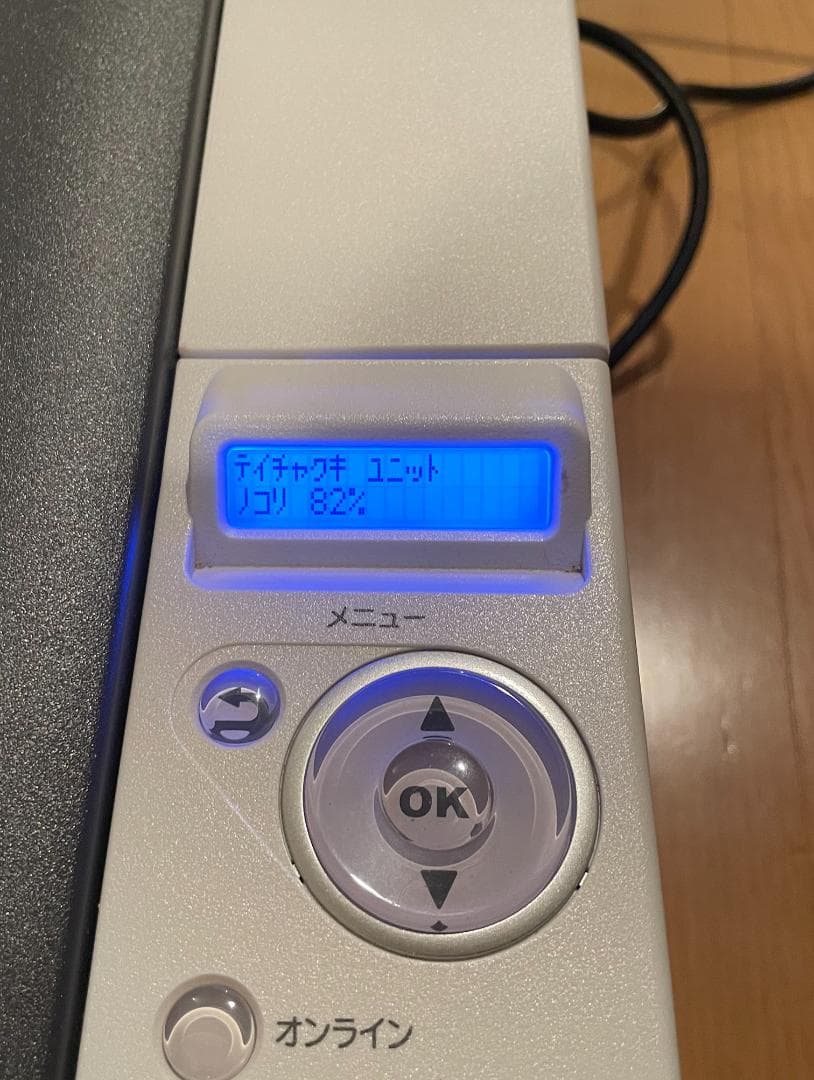 テイチャクキ ユニット
ノコリ 82%
メニュー
OK
オンライン